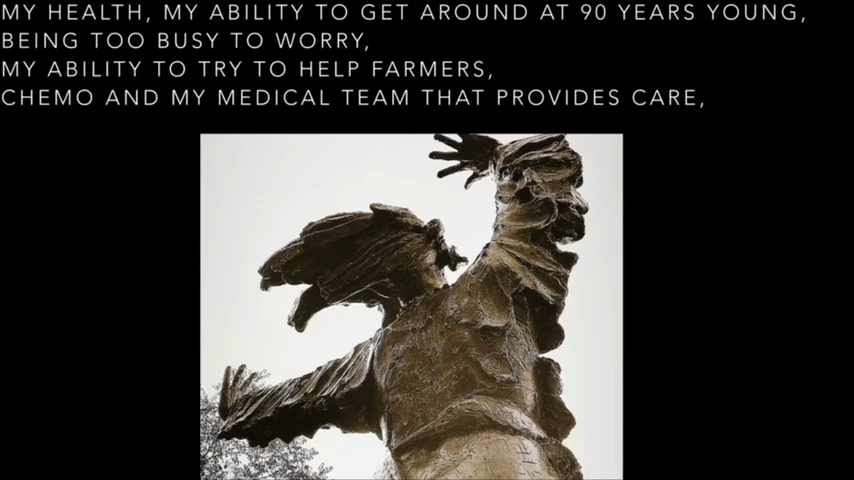 MY HEALTH, MY ABILITY TO GET AROUND AT 90 YEARS YOUNG,
BEING TOO BUSY TO WORRY,
MY ABILITY TO TRY TO HELP FARMERS,
CHEMO AND MY MEDICAL TEAM THAT PROVIDES CARE,